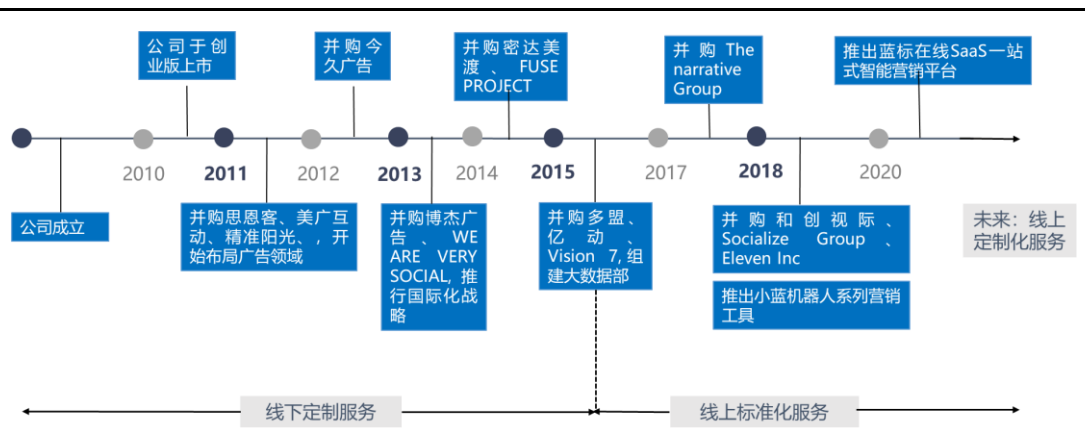 公司于创
业版上市
并购今
久广告
并购密达美
渡、FUSE
PROJECT
并购The
narrative
Group
推出蓝标在线SaaS一站
式智能营销平台
2010
2011
2012
2013
2014
2015
2017
2018
2020
公司成立
并购思恩客、美广互
动、精准阳光、，开
始布局广告领域
并购博杰广
告、WE
ARE VERY
SOCIAL, 推
行国际化战
略
并购多盟、
亿动、
Vision 7, 组
建大数据部
并购和创视际、
Socialize Group、
Eleven Inc
推出小蓝机器人系列营销
工具
未来：线上
定制化服务
线下定制服务
线上标准化服务